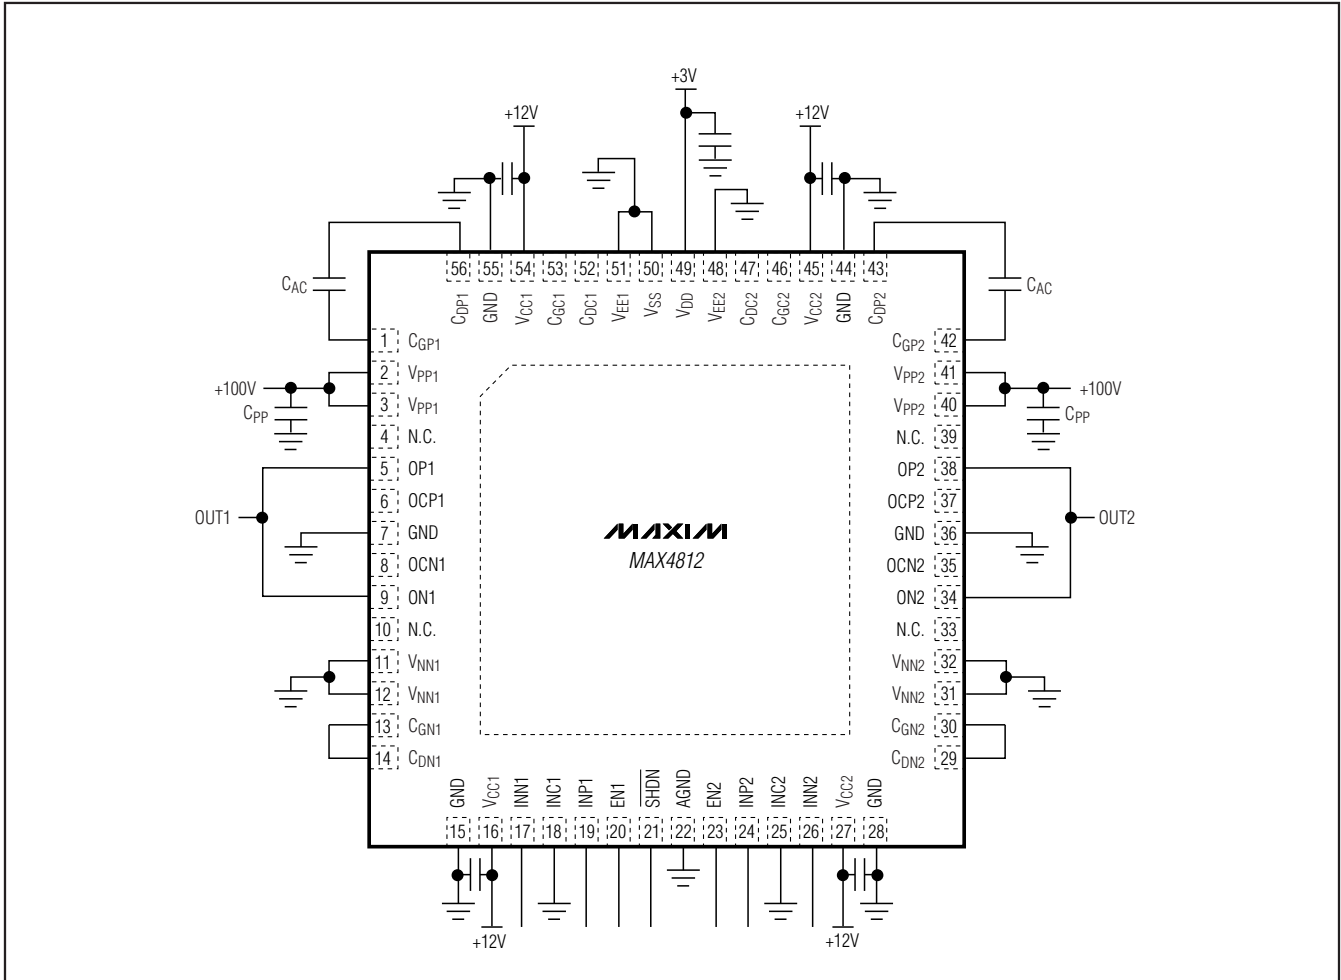 +3V
+12V
+12V
56 55 54 53 52 51 50 49 48 47 46 45 44 43
CDP1 GND VCC1 CGC1 CDC1 VEE1 VSS VDD VEE2 CDC2 CGC2 VCC2 GND CDP2
CAC
CAC
1 CGP1
CGP2 42
2 VPP1
VPP2 41
+100V
+100V
3 VPP1
VPP2 40
CPP
CPP
4 N.C.
N.C. 39
5 OP1
OP2 38
6 OCP1
OCP2 37
OUT1
OUT2
7 GND
GND 36
MAXIM
MAX4812
8 OCN1
OCN2 35
9 ON1
ON2 34
10 N.C.
N.C. 33
11 VNN1
VNN2 32
12 VNN1
VNN2 31
13 CGN1
CGN2 30
14 CDN1
CDN2 29
GND VCC1 INN1 INC1 INP1 EN1 SHDN AGND EN2 INP2 INC2 INN2 VCC2 GND
15 16 17 18 19 20 21 22 23 24 25 26 27 28
+12V
+12V